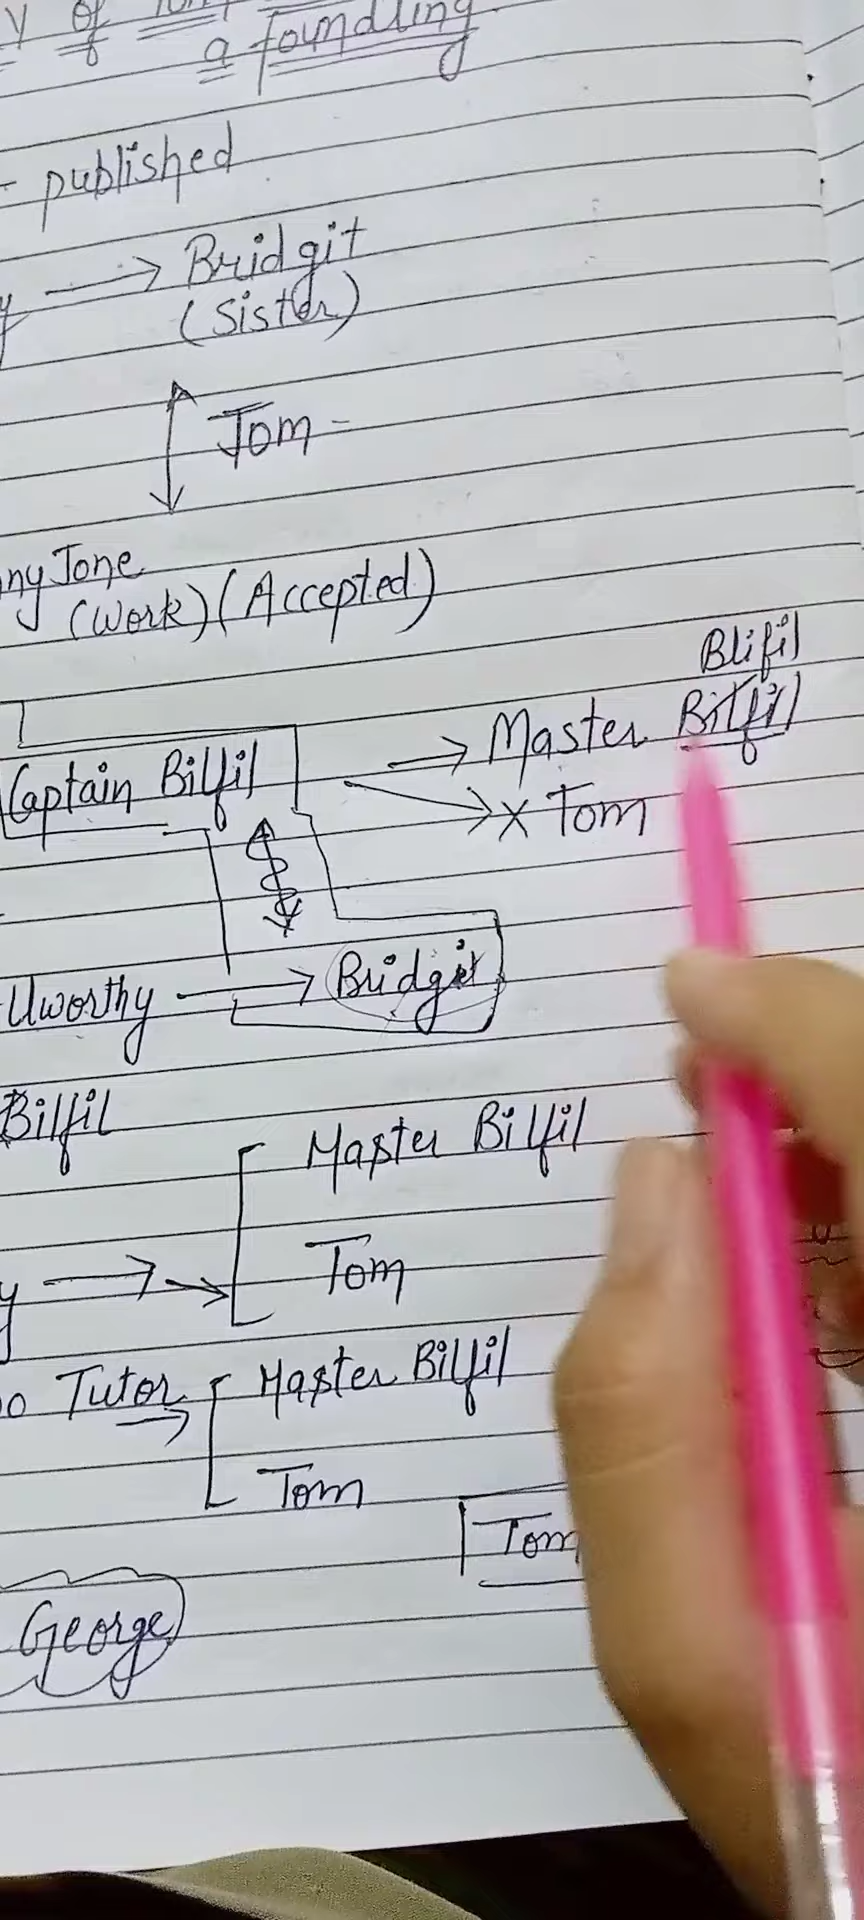 y of
a foundling
- published
→ Bridgit
(Sister)
Tom -
ny Jone
(Work) (Accepted)
Blifil
Captain Bilfil → Master Bilfil
→ x Tom
llworthy → Bridgit
Bilfil
Master Bilfil
y → → Tom
o Tutor → Master Bilfil
Tom
Tom
George